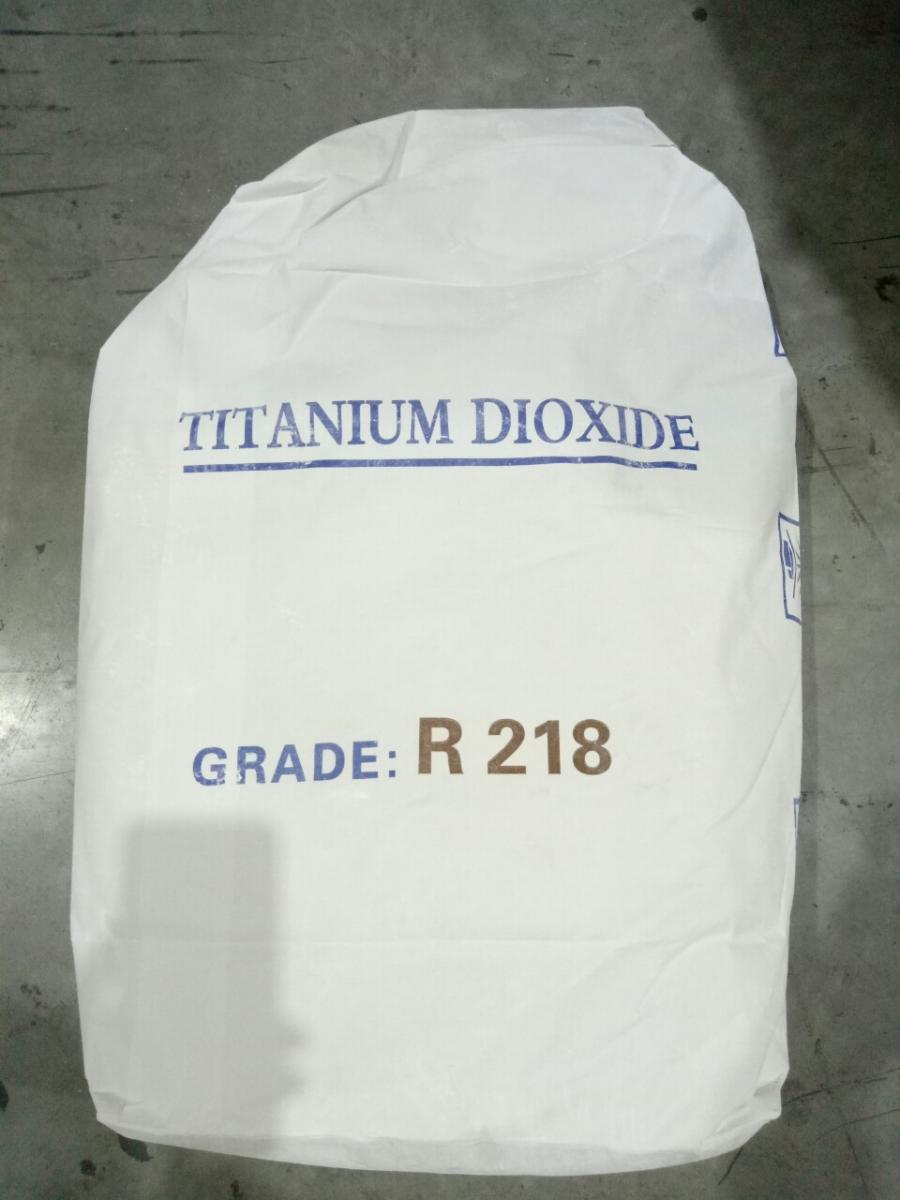 TITANIUM DIOXIDE
GRADE: R 218